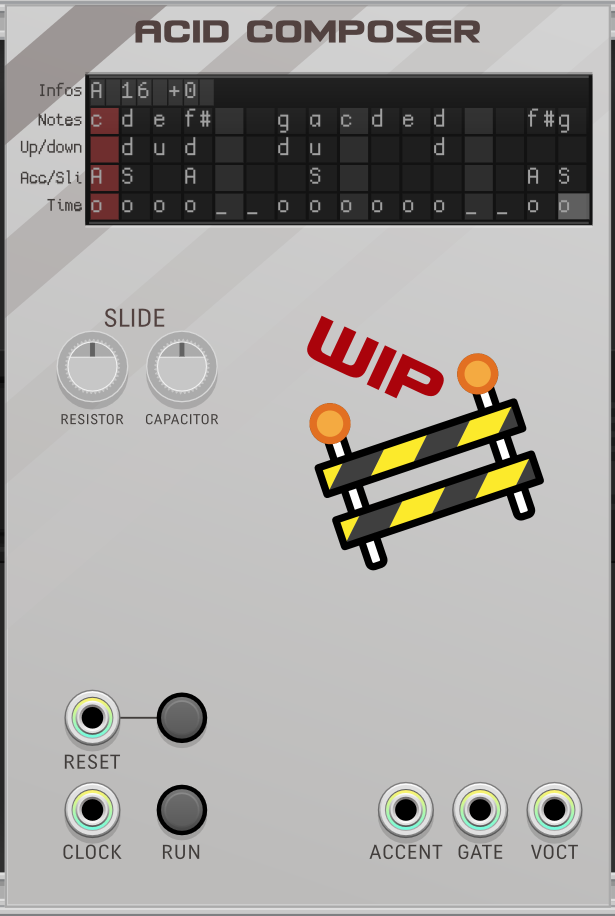 ACID COMPOSER
Infos A 16 +0
Notes c d e f# g a c d e d f# g
Up/down d u d d u d
Acc/Sli A S A S A S
Time o o o o _ _ o o o o o o _ _ o o
SLIDE
WIP
RESISTOR CAPACITOR
RESET
CLOCK RUN ACCENT GATE VOCT